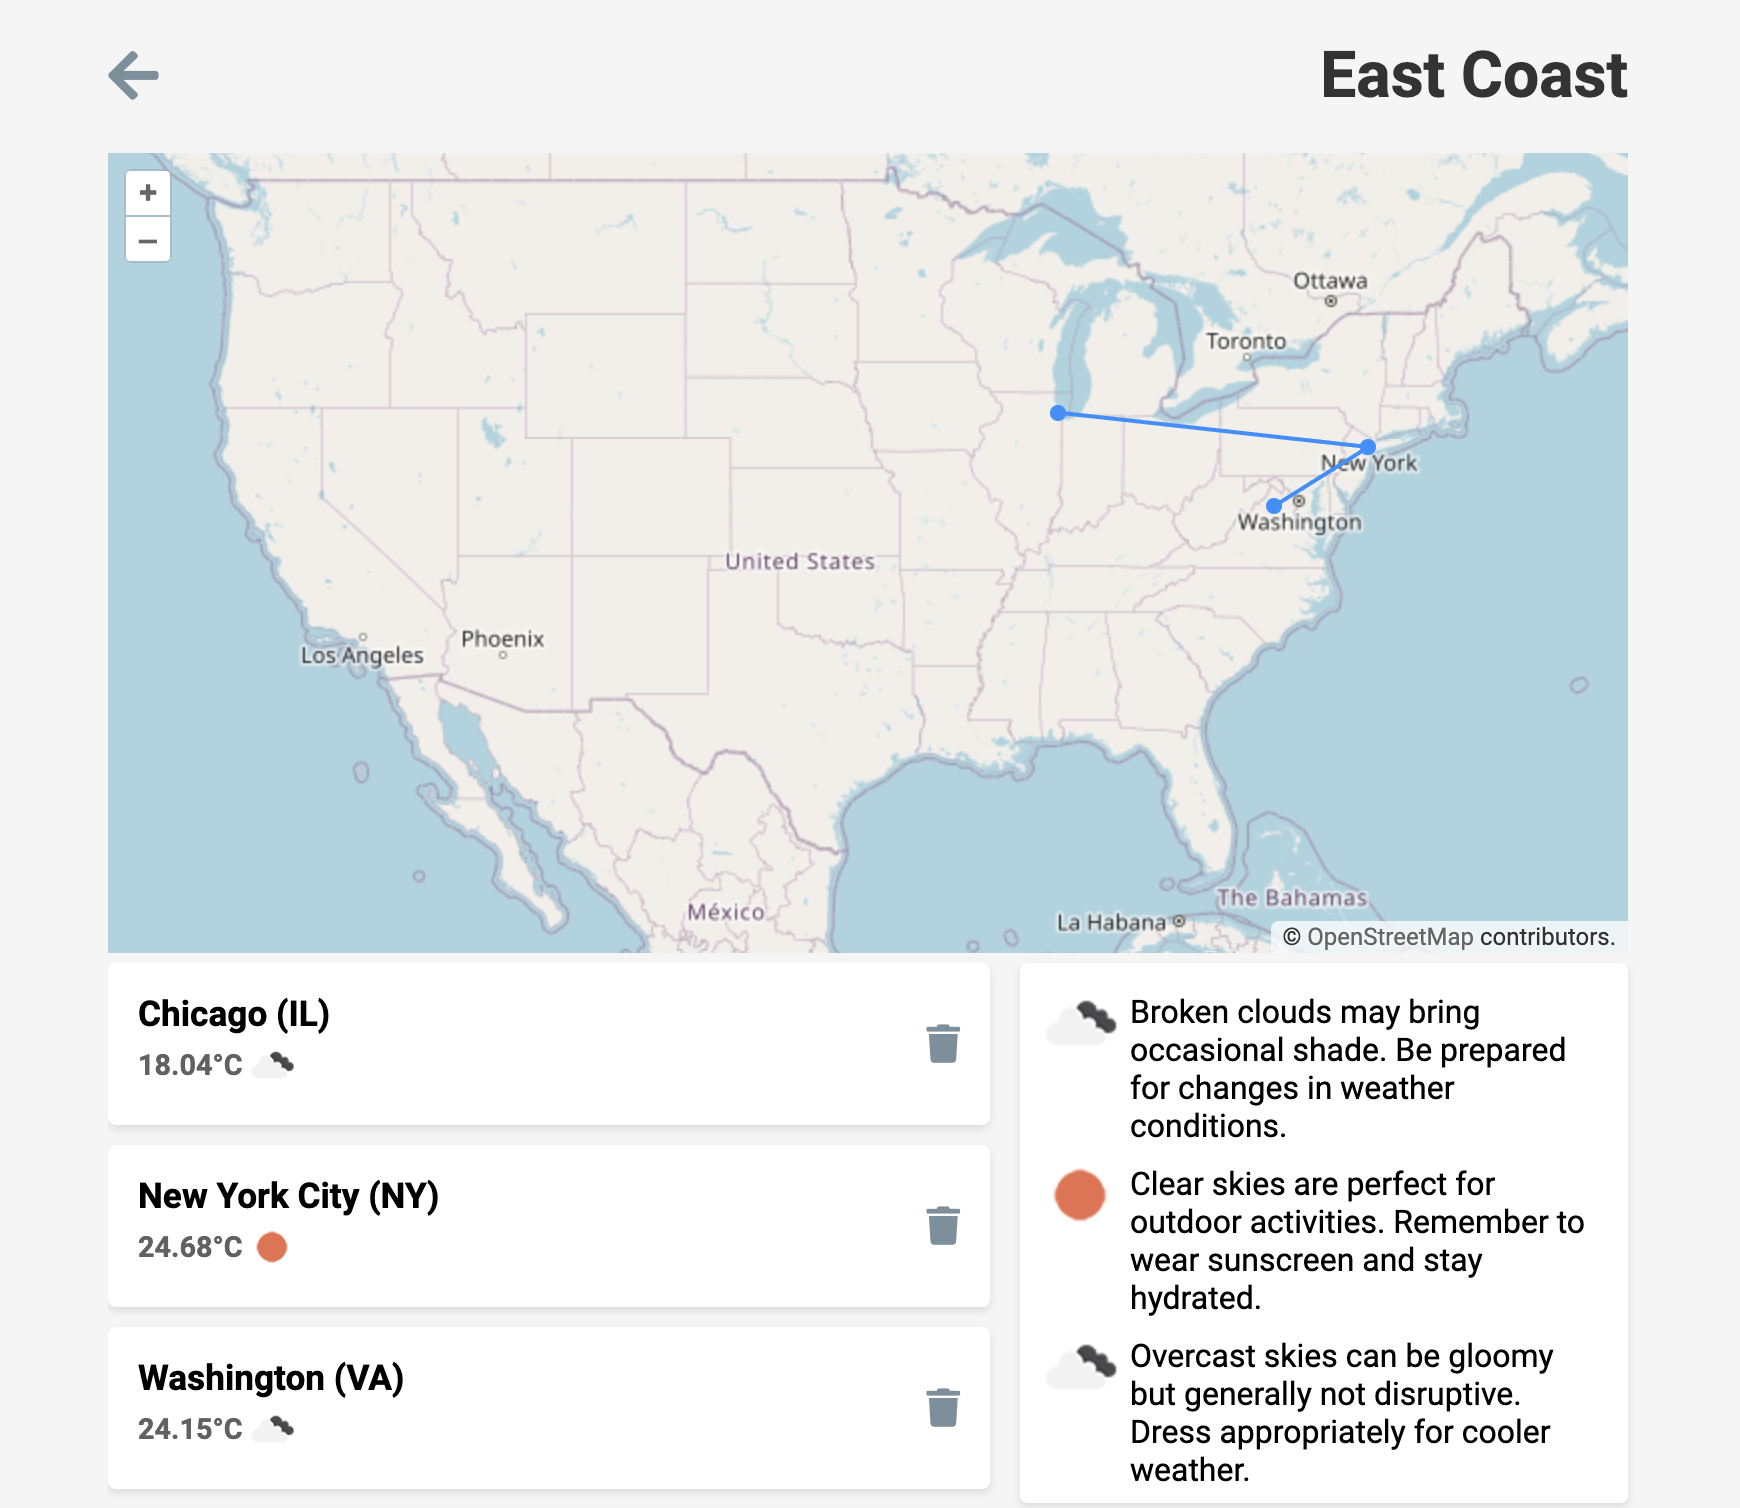 East Coast
+
−
Ottawa
Toronto
New York
Washington
United States
Los Angeles
Phoenix
México
The Bahamas
La Habana
© OpenStreetMap contributors.
Chicago (IL)
18.04°C
New York City (NY)
24.68°C
Washington (VA)
24.15°C
Broken clouds may bring
occasional shade. Be prepared
for changes in weather
conditions.
Clear skies are perfect for
outdoor activities. Remember to
wear sunscreen and stay
hydrated.
Overcast skies can be gloomy
but generally not disruptive.
Dress appropriately for cooler
weather.